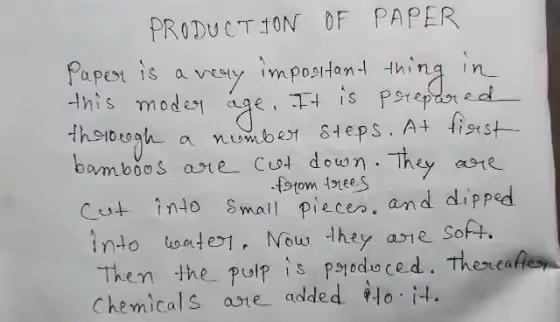 PRODUCTION OF PAPER
Paper is a very important thing in
this moder age. It is prepared
through a number steps. At first
bamboos are cut down. They are
from trees
cut into small pieces. and dipped
into water. Now they are soft.
Then the pulp is produced. Thereafter
chemicals are added to it.